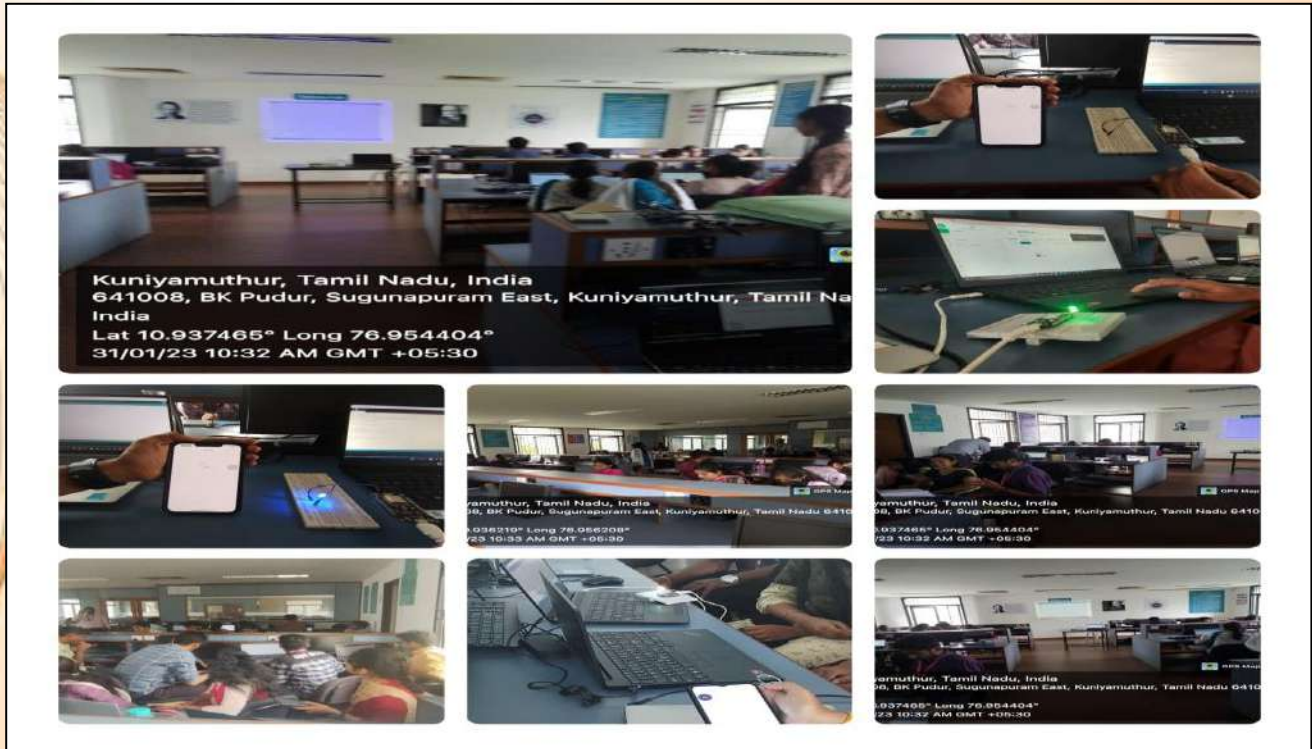 Kuniyamuthur, Tamil Nadu, India
641008, BK Pudur, Sugunapuram East, Kuniyamuthur, Tamil Na
India
Lat 10.937465° Long 76.954404°
31/01/23 10:32 AM GMT +05:30
GPS Map
yamuthur, Tamil Nadu, India
08, BK Pudur, Sugunapuram East, Kuniyamuthur, Tamil Nadu 6410
.936219° Long 76.956208°
/23 10:33 AM GMT +05:30
GPS Map
yamuthur, Tamil Nadu, India
08, BK Pudur, Sugunapuram East, Kuniyamuthur, Tamil Nadu 6410
.937465° Long 76.954404°
/23 10:32 AM GMT +05:30
GPS Map
yamuthur, Tamil Nadu, India
08, BK Pudur, Sugunapuram East, Kuniyamuthur, Tamil Nadu 6410
.937465° Long 76.954404°
/23 10:32 AM GMT +05:30